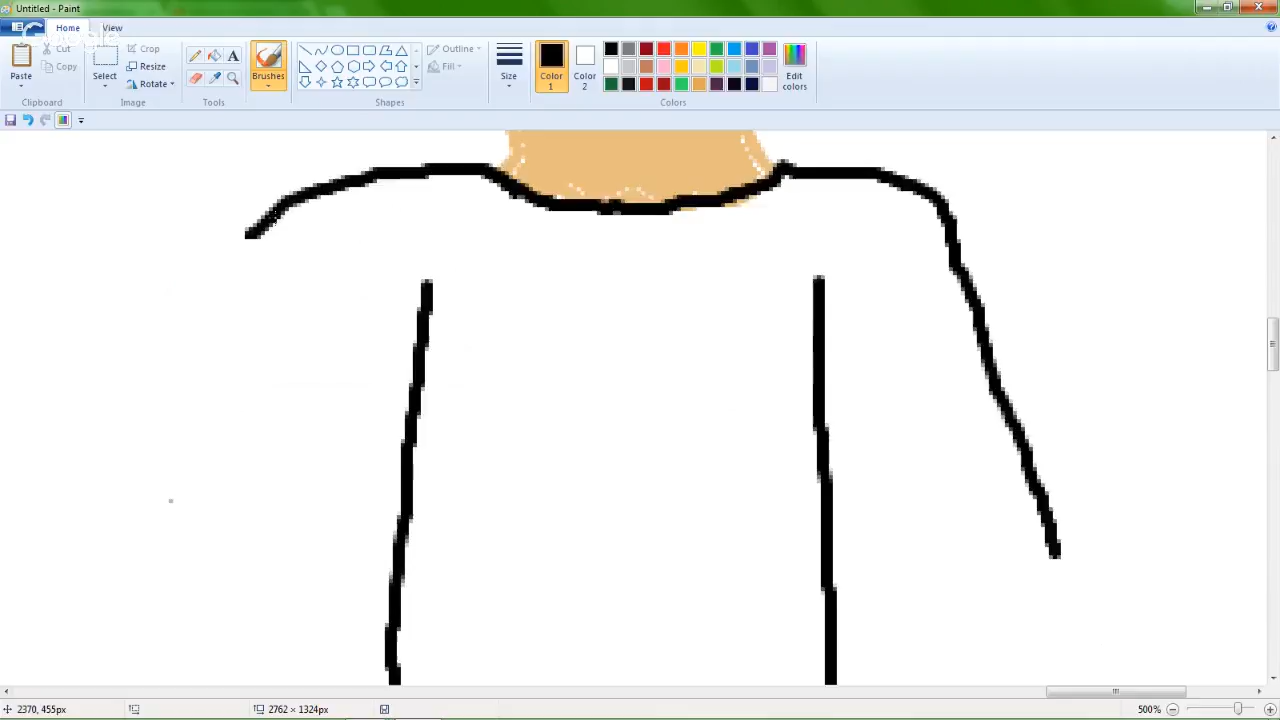 Untitled - Paint
Home
View
Paste
Cut
Copy
Select
Crop
Resize
Rotate
A
Brushes
Outline
Fill
Size
Color
1
Color
2
Edit
colors
Clipboard
Image
Tools
Shapes
Colors
2370, 455px
2762 × 1324px
500%